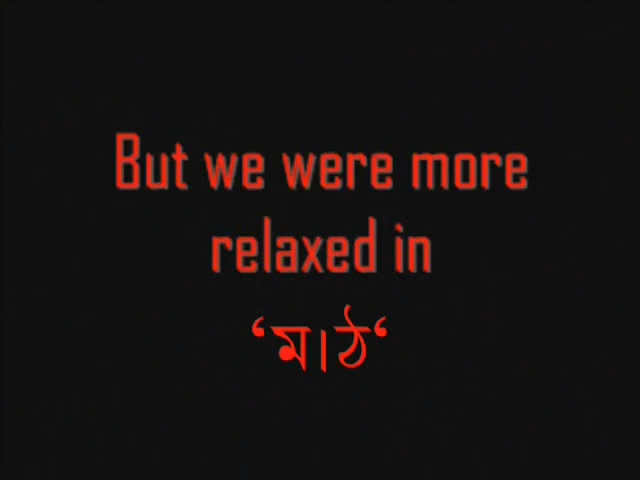 But we were more
relaxed in
‘মাঠ‘